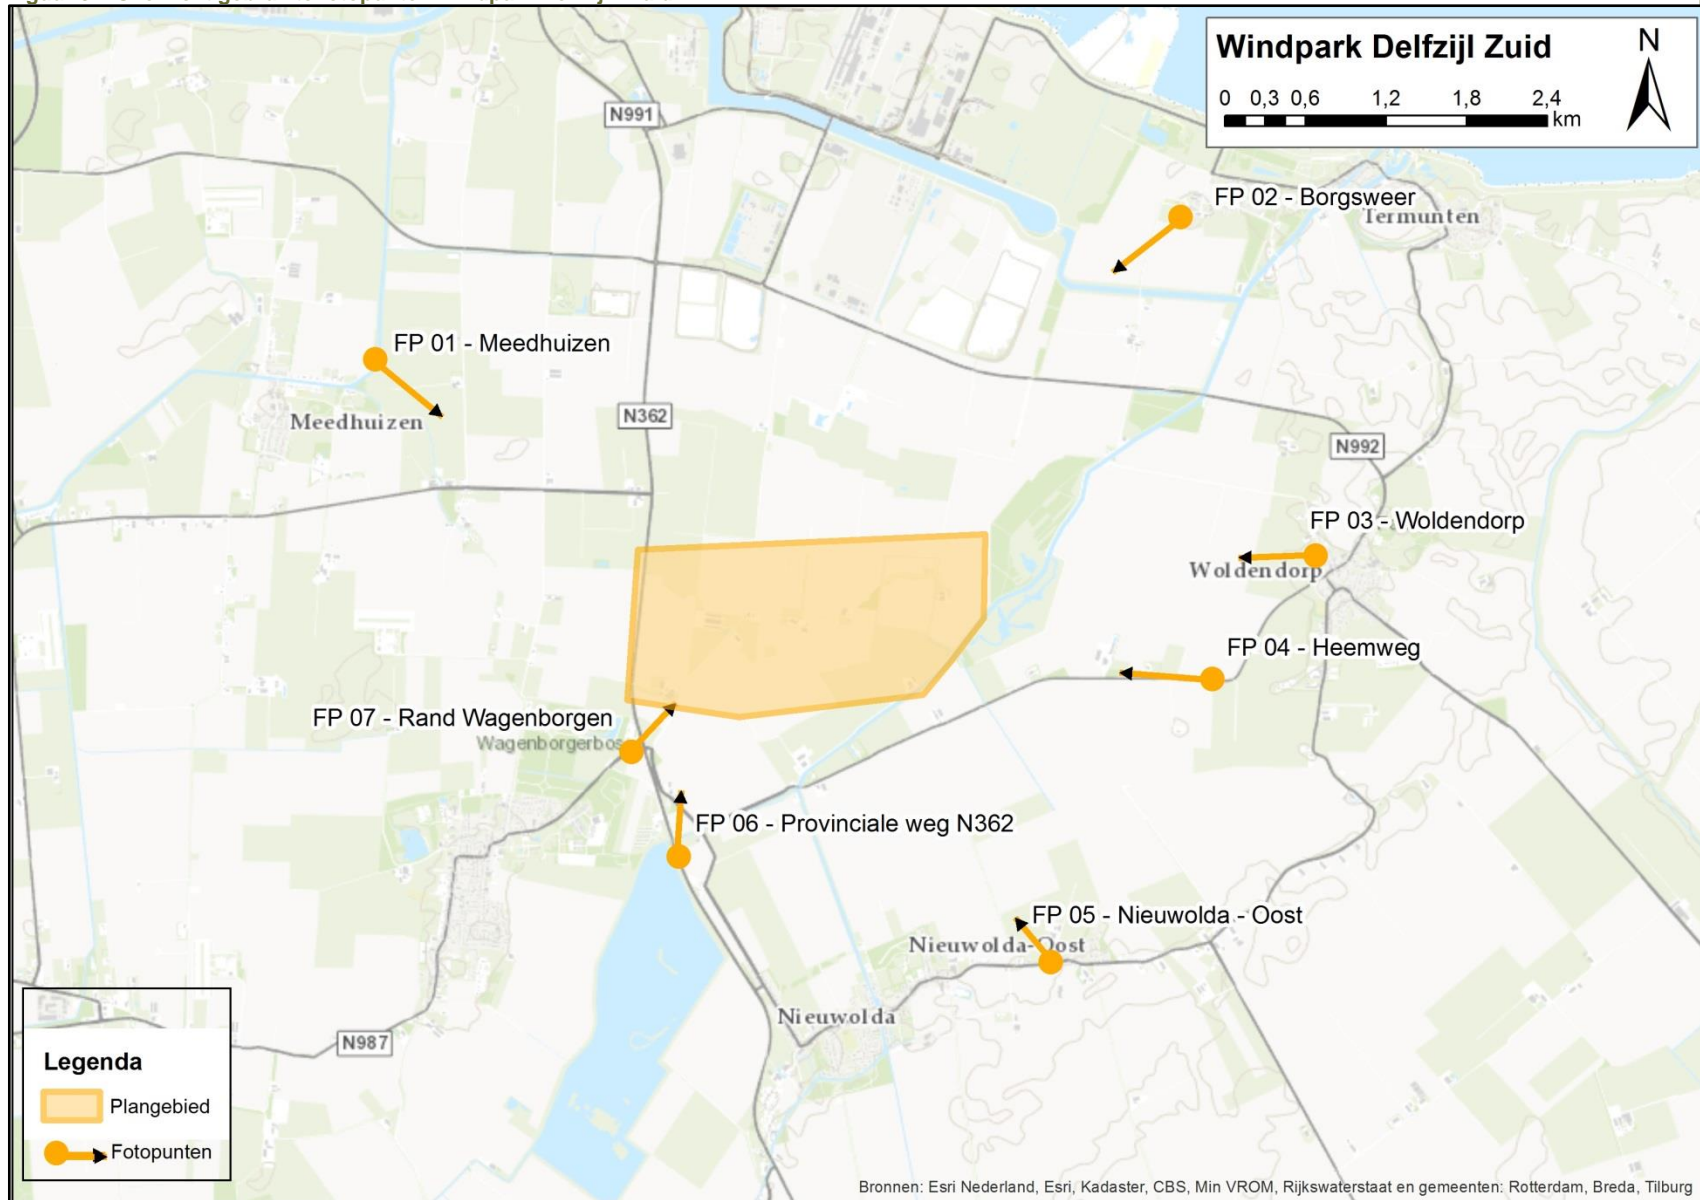 Windpark Delfzijl Zuid
N
0 0,3 0,6 1,2 1,8 2,4
km
N991
FP 02 - Borgsweer
Termunten
FP 01 - Meedhuizen
Meedhuizen
N362
N992
FP 03 - Woldendorp
Woldendorp
FP 04 - Heemweg
FP 07 - Rand Wagenborgen
Wagenborgerbos
FP 06 - Provinciale weg N362
FP 05 - Nieuwolda - Oost
Nieuwolda-Oost
Nieuwolda
N987
Legenda
Plangebied
Fotopunten
Bronnen: Esri Nederland, Esri, Kadaster, CBS, Min VROM, Rijkswaterstaat en gemeenten: Rotterdam, Breda, Tilburg